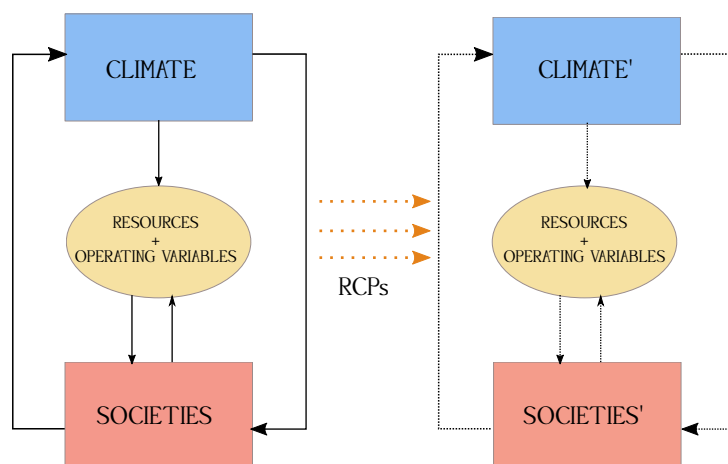 CLIMATE
RESOURCES
+
OPERATING VARIABLES
SOCIETIES
RCPs
CLIMATE'
RESOURCES
+
OPERATING VARIABLES
SOCIETIES'